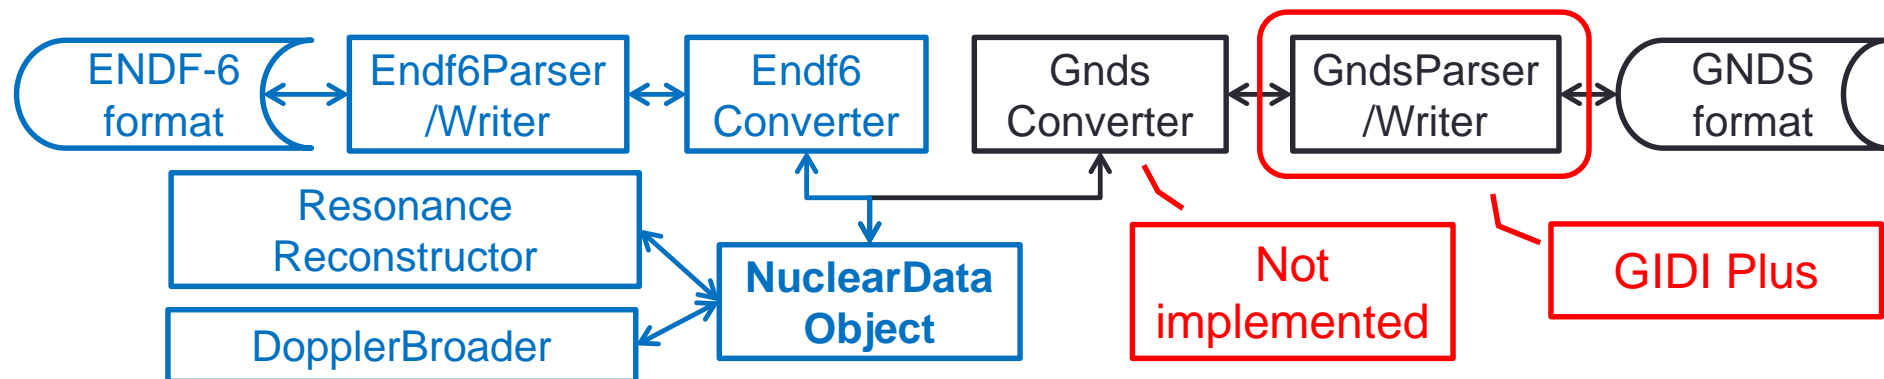 ENDF-6
format
Endf6Parser
/Writer
Endf6
Converter
Gnds
Converter
GndsParser
/Writer
GNDS
format
Resonance
Reconstructor
DopplerBroader
NuclearData
Object
Not
implemented
GIDI Plus